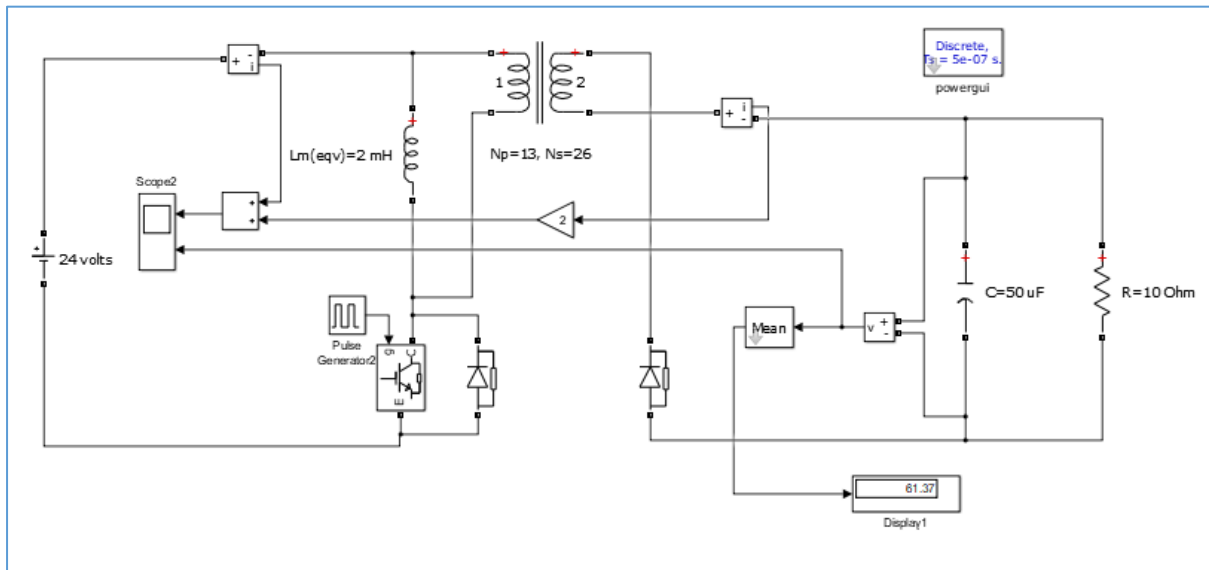 Discrete,
Ts = 5e-07 s.
powergui
+
-
i
+
1
+
2
+
i
-
Lm(eqv)=2 mH
+
Np=13, Ns=26
Scope2
+
+
2
+
24 volts
+
+
C=50 uF
R=10 Ohm
Mean
v
+
-
Pulse
Generator2
g
C
E
61.37
Display1